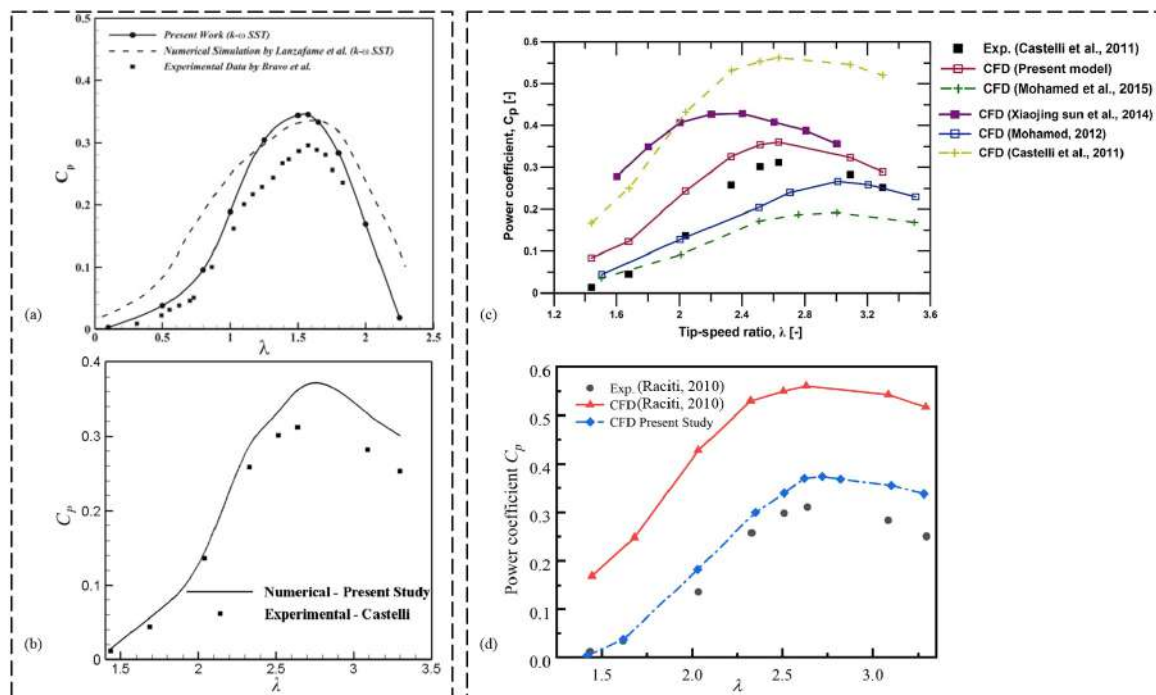 0.5
Present Work (k-ω SST)
Numerical Simulation by Lanzafame et al. (k-ω SST)
Experimental Data by Bravo et al.
0.4
0.3
Cp
0.2
0.1
0
0
0.5
1
1.5
2
2.5
λ
(a)
0.4
0.3
Cp
0.2
0.1
0
Numerical - Present Study
Experimental - Castelli
1.5
2
2.5
3
3.5
λ
(b)
0.6
0.5
0.4
0.3
0.2
0.1
0
Power coefficient, Cp [-]
1.2
1.6
2
2.4
2.8
3.2
3.6
Tip-speed ratio, λ [-]
Exp. (Castelli et al., 2011)
CFD (Present model)
CFD (Mohamed et al., 2015)
CFD (Xiaojing sun et al., 2014)
CFD (Mohamed, 2012)
CFD (Castelli et al., 2011)
(c)
0.6
0.5
0.4
0.3
0.2
0.1
0.0
Power coefficient Cp
Exp. (Raciti, 2010)
CFD (Raciti, 2010)
CFD Present Study
1.5
2.0
2.5
3.0
λ
(d)